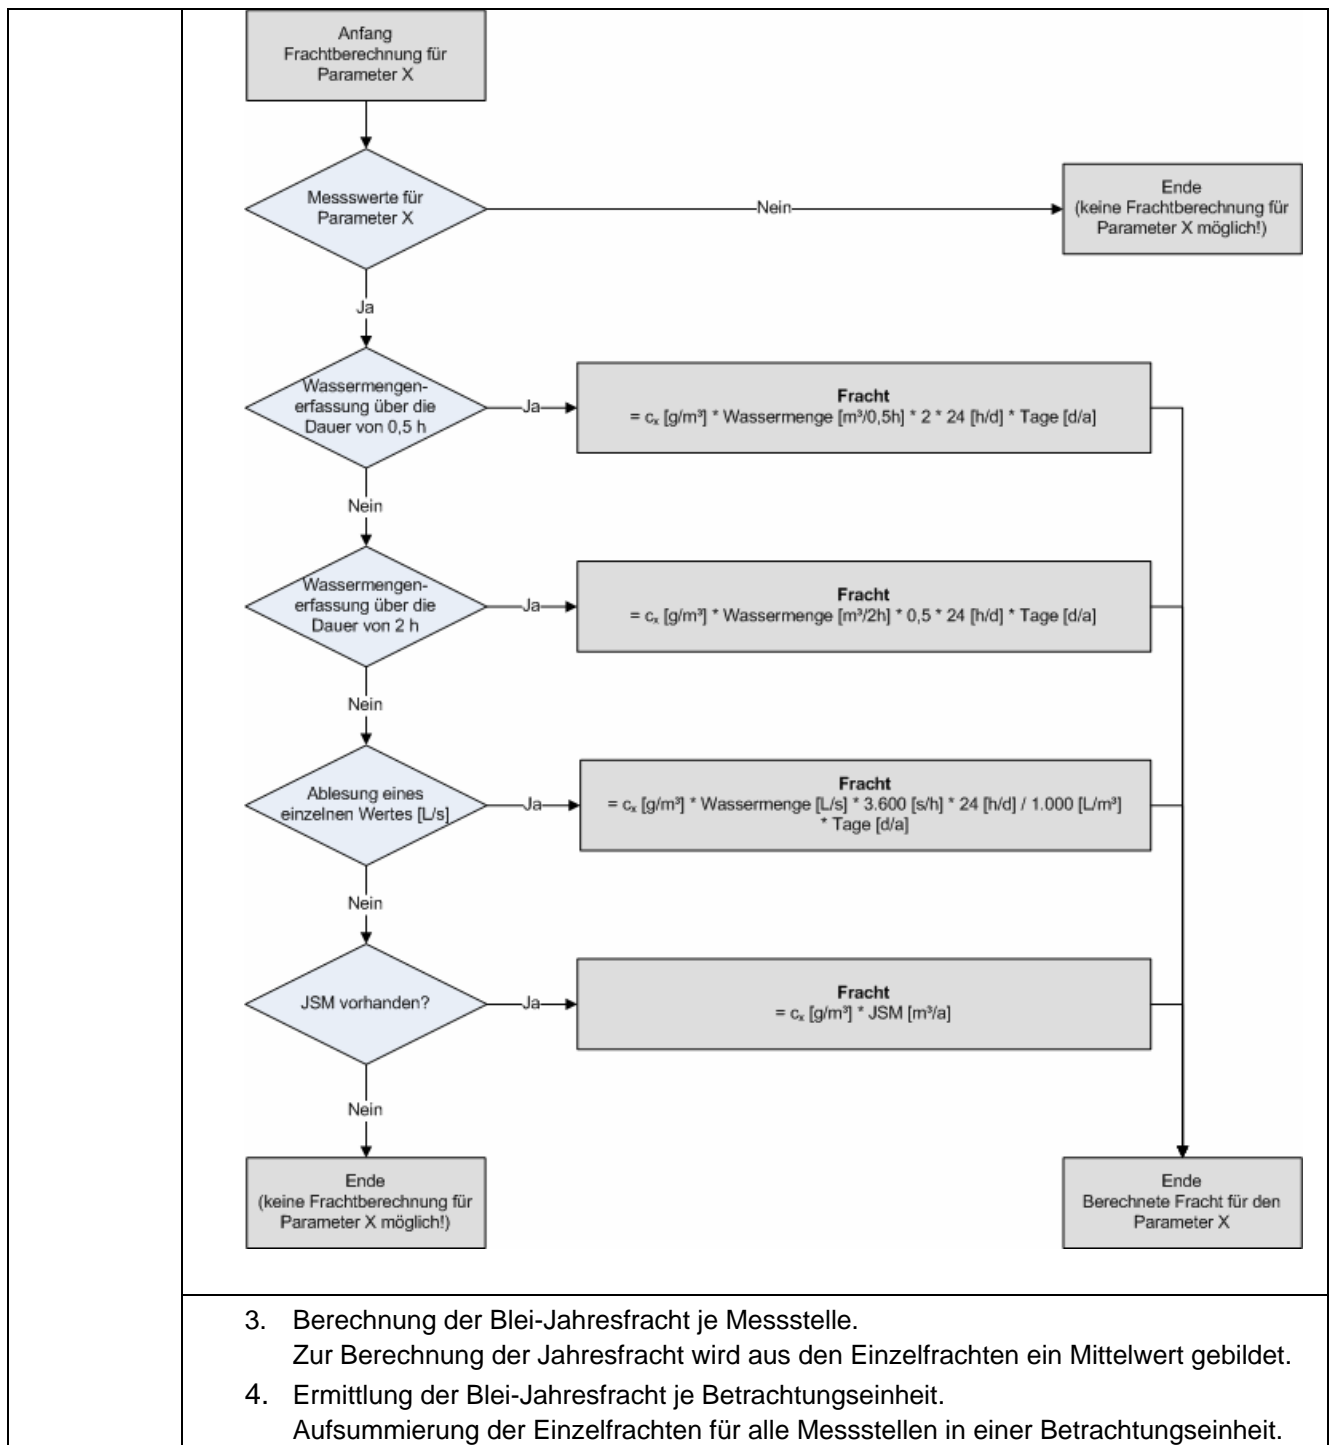 Anfang
Frachtberechnung für
Parameter X
Messswerte für
Parameter X
Nein
Ende
(keine Frachtberechnung für
Parameter X möglich!)
Ja
Wassermengen-
erfassung über die
Dauer von 0,5 h
Ja
Fracht
= cₓ [g/m³] * Wassermenge [m³/0,5h] * 2 * 24 [h/d] * Tage [d/a]
Nein
Wassermengen-
erfassung über die
Dauer von 2 h
Ja
Fracht
= cₓ [g/m³] * Wassermenge [m³/2h] * 0,5 * 24 [h/d] * Tage [d/a]
Nein
Ablesung eines
einzelnen Wertes [L/s]
Ja
Fracht
= cₓ [g/m³] * Wassermenge [L/s] * 3.600 [s/h] * 24 [h/d] / 1.000 [L/m³]
* Tage [d/a]
Nein
JSM vorhanden?
Ja
Fracht
= cₓ [g/m³] * JSM [m³/a]
Nein
Ende
(keine Frachtberechnung für
Parameter X möglich!)
Ende
Berechnete Fracht für den
Parameter X
3. Berechnung der Blei-Jahresfracht je Messstelle.
Zur Berechnung der Jahresfracht wird aus den Einzelfrachten ein Mittelwert gebildet.
4. Ermittlung der Blei-Jahresfracht je Betrachtungseinheit.
Aufsummierung der Einzelfrachten für alle Messstellen in einer Betrachtungseinheit.